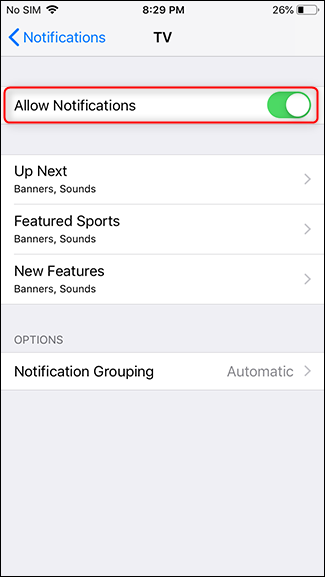 No SIM 8:29 PM 26%
Notifications TV
Allow Notifications
Up Next
Banners, Sounds
Featured Sports
Banners, Sounds
New Features
Banners, Sounds
OPTIONS
Notification Grouping Automatic